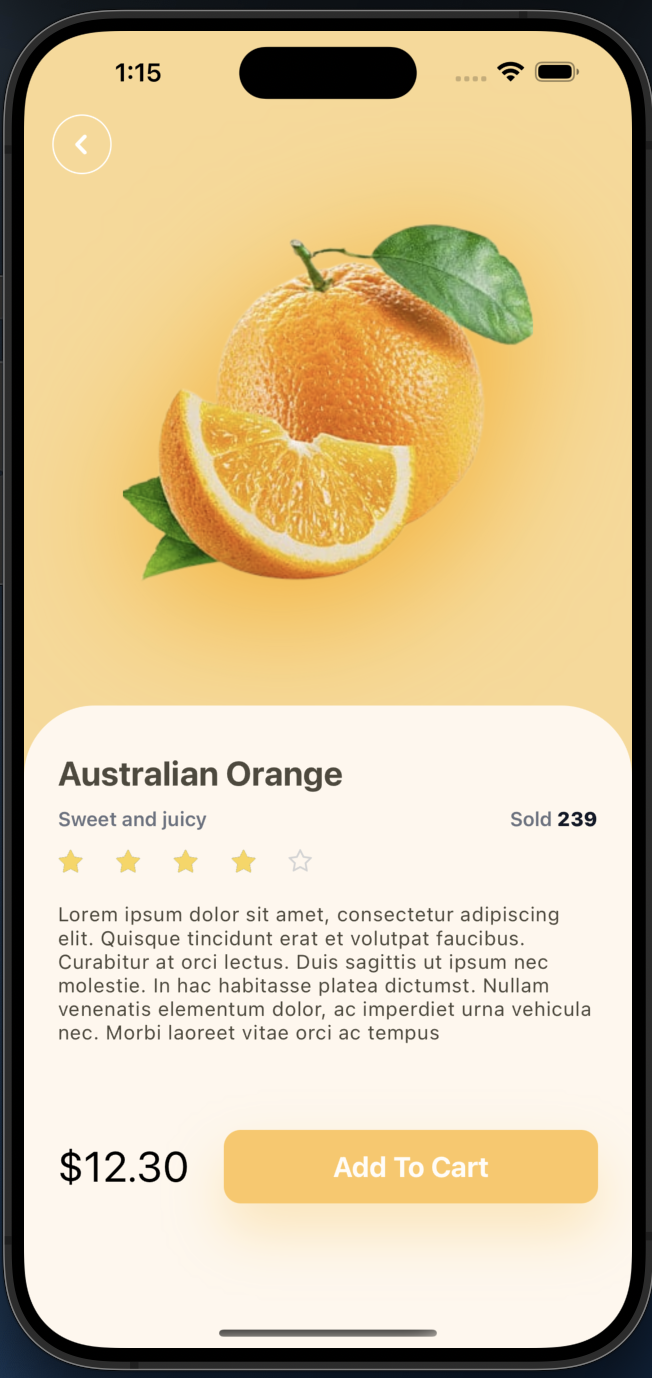 1:15
Australian Orange
Sweet and juicy
Sold 239
Lorem ipsum dolor sit amet, consectetur adipiscing
elit. Quisque tincidunt erat et volutpat faucibus.
Curabitur at orci lectus. Duis sagittis ut ipsum nec
molestie. In hac habitasse platea dictumst. Nullam
venenatis elementum dolor, ac imperdiet urna vehicula
nec. Morbi laoreet vitae orci ac tempus
$12.30
Add To Cart